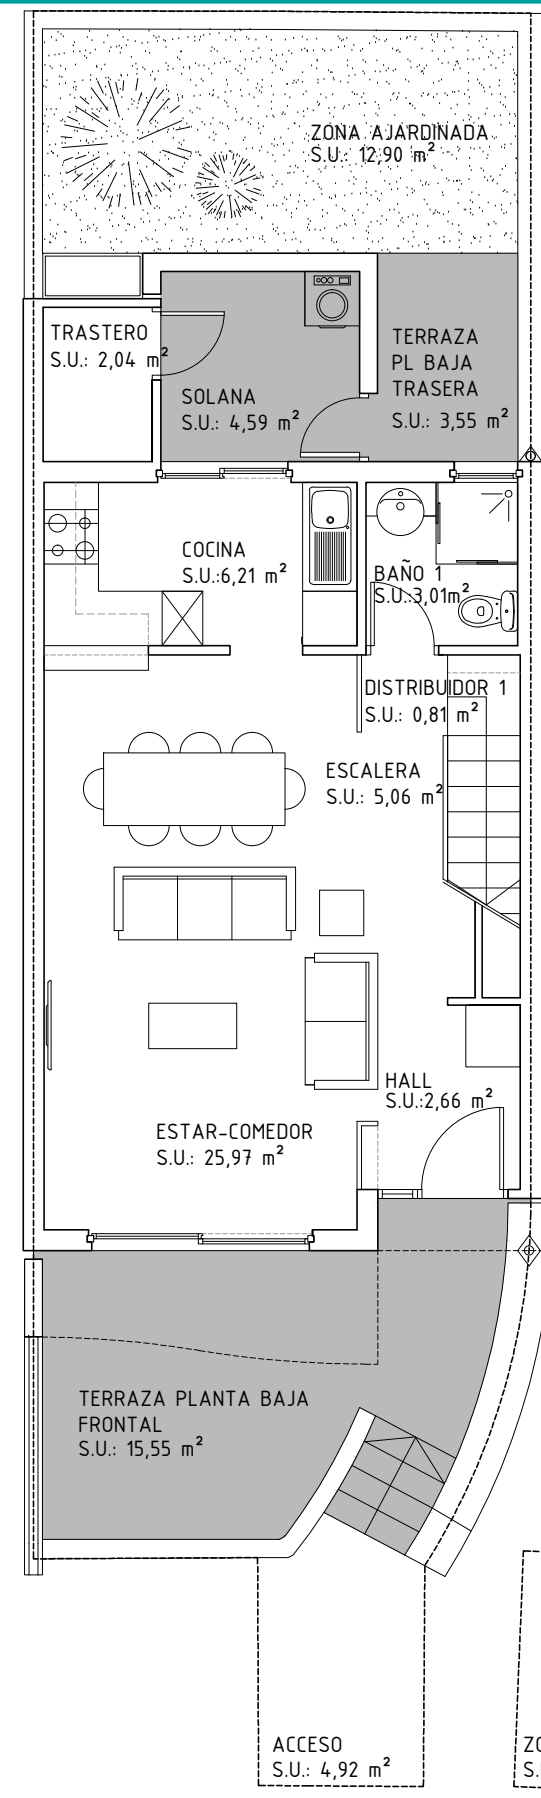 ZONA AJARDINADA
S.U.: 12,90 m²
TRASTERO
S.U.: 2,04 m²
TERRAZA
PL BAJA
TRASERA
S.U.: 3,55 m²
SOLANA
S.U.: 4,59 m²
COCINA
S.U.:6,21 m²
BAÑO 1
S.U.:3,01m²
DISTRIBUIDOR 1
S.U.: 0,81 m²
ESCALERA
S.U.: 5,06 m²
HALL
S.U.:2,66 m²
ESTAR-COMEDOR
S.U.: 25,97 m²
TERRAZA PLANTA BAJA
FRONTAL
S.U.: 15,55 m²
ACCESO
S.U.: 4,92 m²